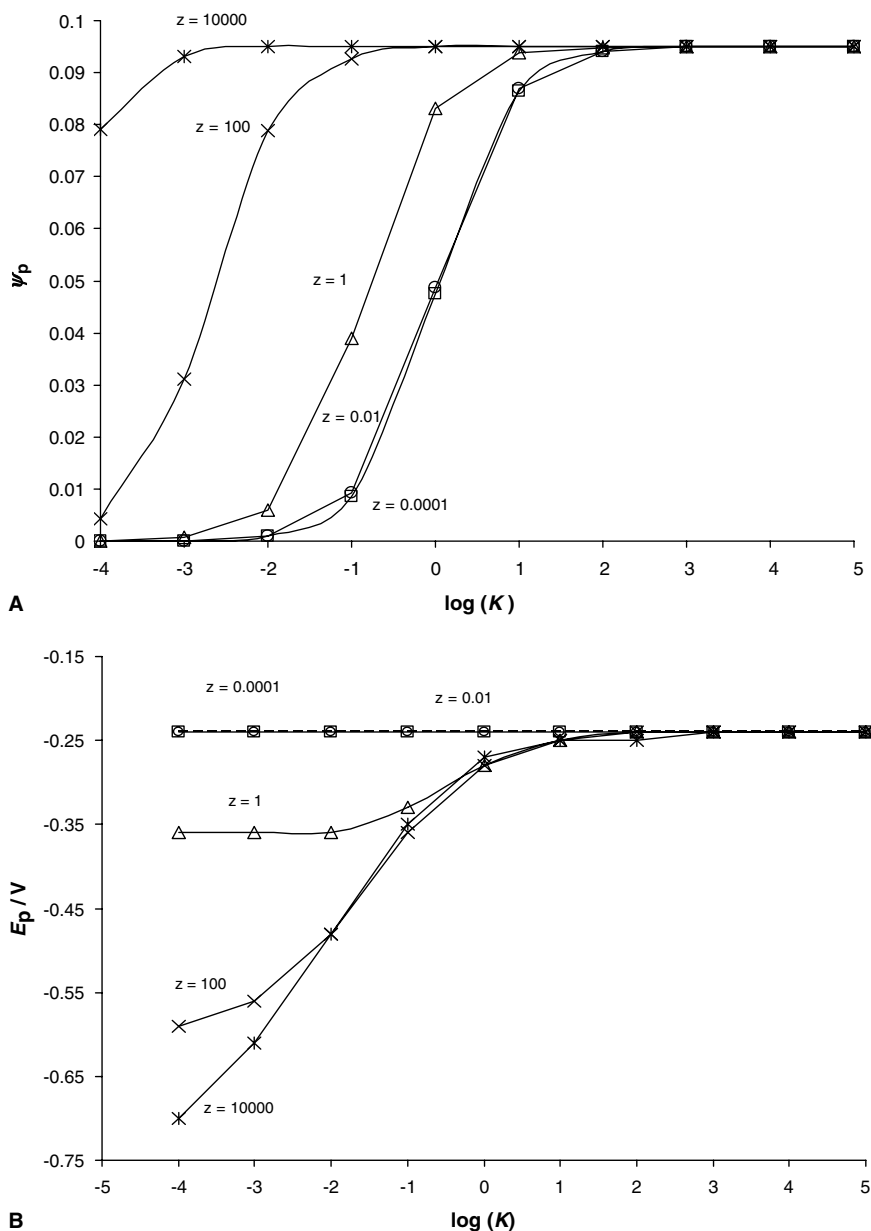 0.1
z = 10000
0.09
0.08
z = 100
0.07
0.06
0.05
z = 1
0.04
0.03
z = 0.01
0.02
0.01
z = 0.0001
0
-4 -3 -2 -1 0 1 2 3 4 5
ψp
log (K)
A
-0.15
z = 0.0001
z = 0.01
-0.25
z = 1
-0.35
-0.45
z = 100
-0.55
-0.65
z = 10000
-0.75
-5 -4 -3 -2 -1 0 1 2 3 4 5
Ep / V
log (K)
B